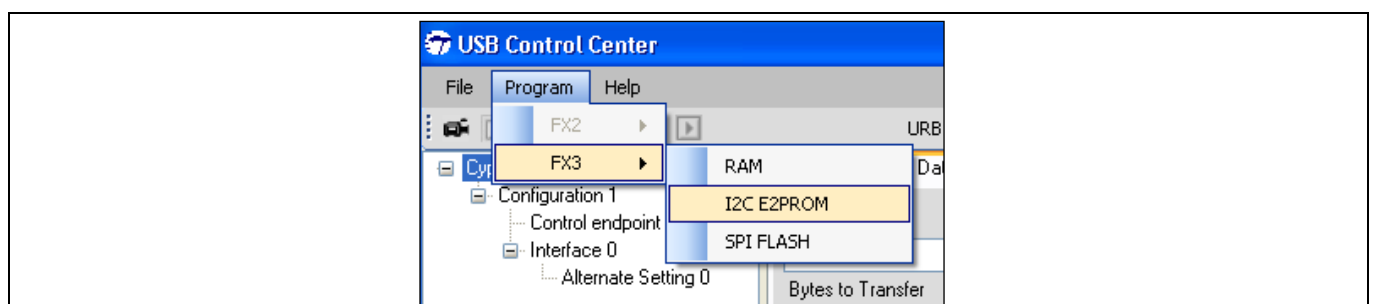 USB Control Center
File Program Help
FX2
URB
FX3
RAM
Configuration 1
I2C E2PROM
Control endpoint
SPI FLASH
Interface 0
Alternate Setting 0
Bytes to Transfer